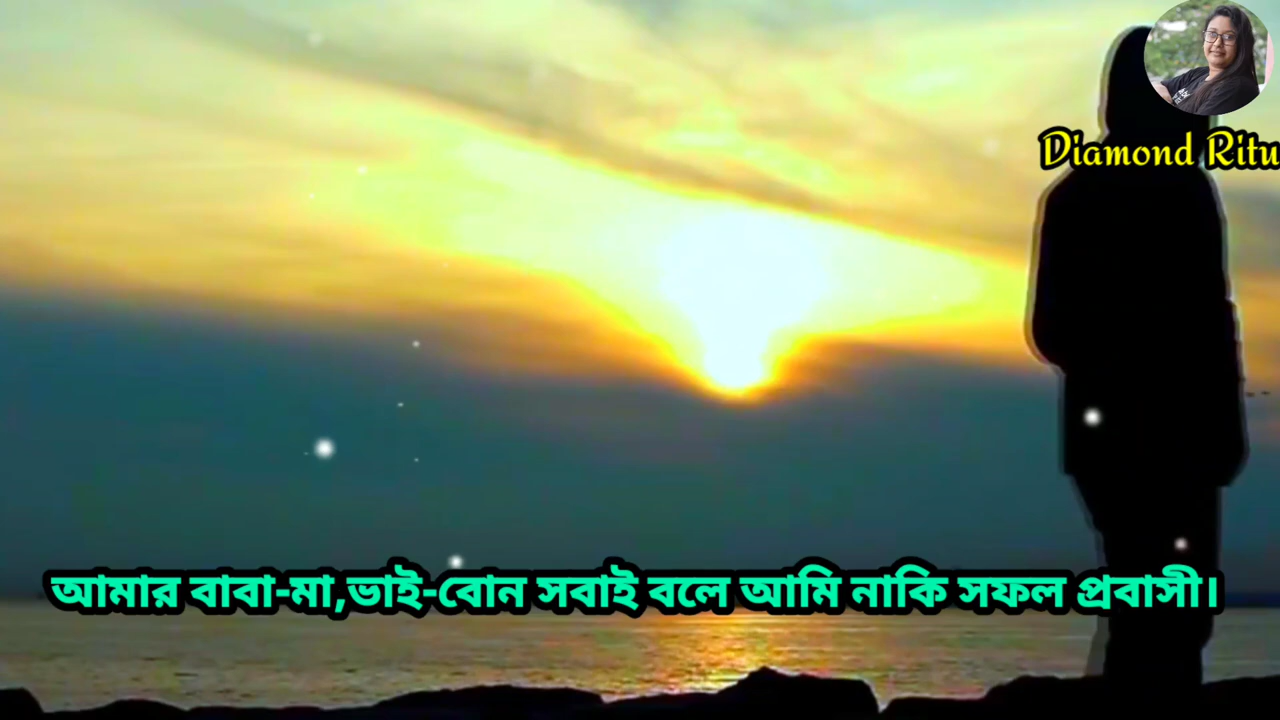 Diamond Ritu
আমার বাবা-মা,ভাই-বোন সবাই বলে আমি নাকি সফল প্রবাসী।